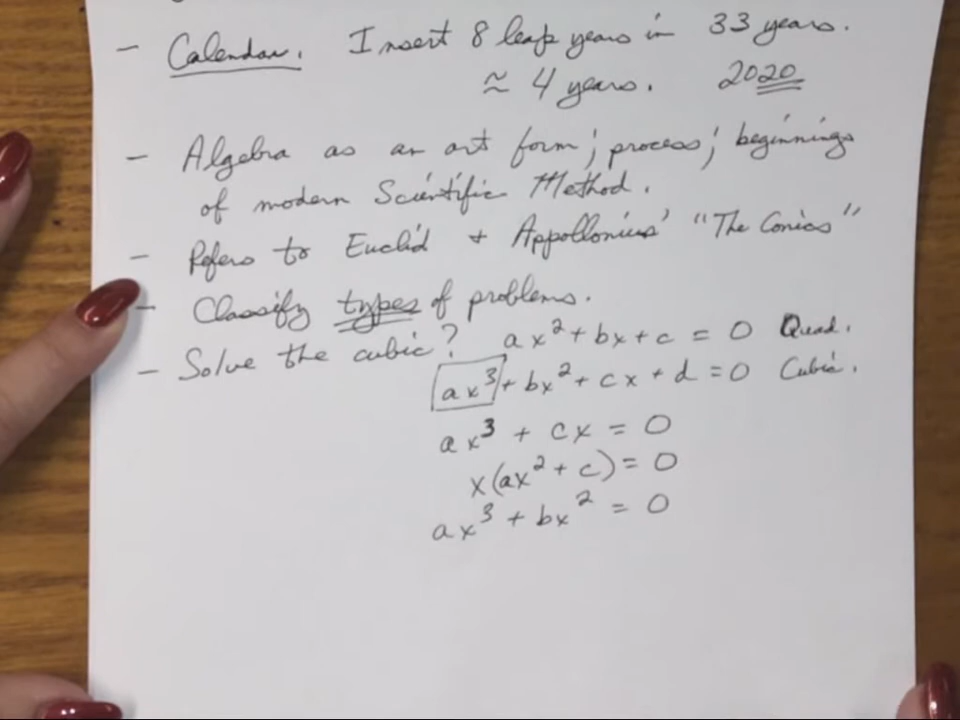 - Calendar. Insert 8 leap years in 33 years.
≈ 4 years. 2020
- Algebra as an art form; process; beginnings
of modern Scientific Method.
- Refers to Euclid + Appollonius' "The Conics"
- Classify types of problems.
- Solve the cubic? ax² + bx + c = 0 Quad.
ax³ + bx² + cx + d = 0 Cubic.
ax³ + cx = 0
x(ax² + c) = 0
ax³ + bx² = 0